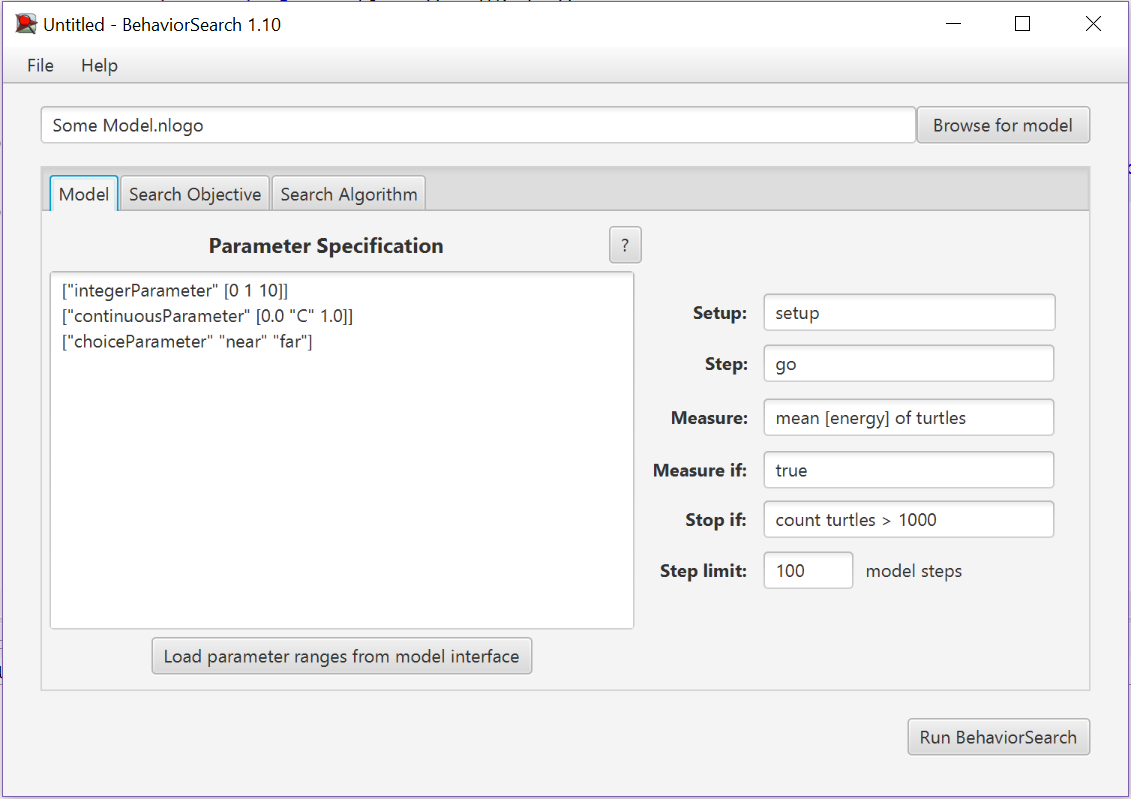 Untitled - BehaviorSearch 1.10
File Help
Some Model.nlogo Browse for model
Model Search Objective Search Algorithm
Parameter Specification ?
["integerParameter" [0 1 10]]
["continuousParameter" [0.0 "C" 1.0]]
["choiceParameter" "near" "far"]
Setup: setup
Step: go
Measure: mean [energy] of turtles
Measure if: true
Stop if: count turtles > 1000
Step limit: 100 model steps
Load parameter ranges from model interface
Run BehaviorSearch